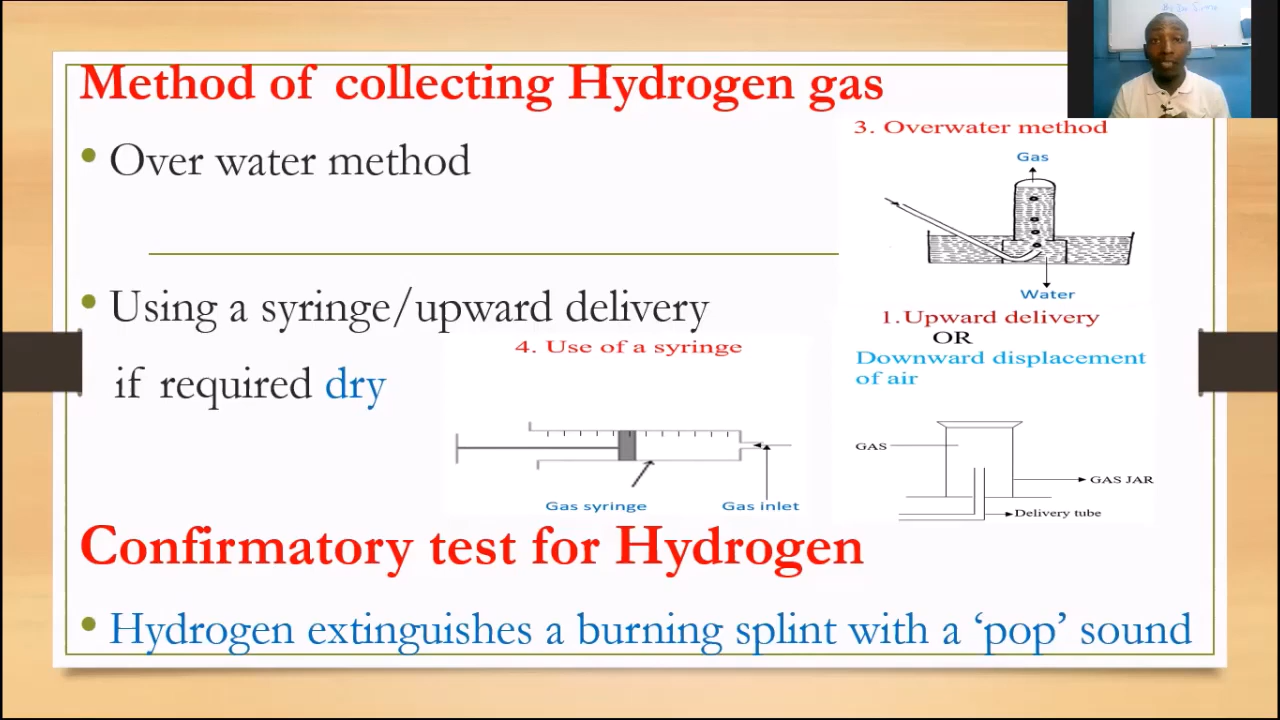 Method of collecting Hydrogen gas
• Over water method
3. Overwater method
Gas
Water
• Using a syringe/upward delivery
if required dry
4. Use of a syringe
Gas syringe
Gas inlet
1. Upward delivery
OR
Downward displacement
of air
GAS
GAS JAR
Delivery tube
Confirmatory test for Hydrogen
• Hydrogen extinguishes a burning splint with a ‘pop’ sound